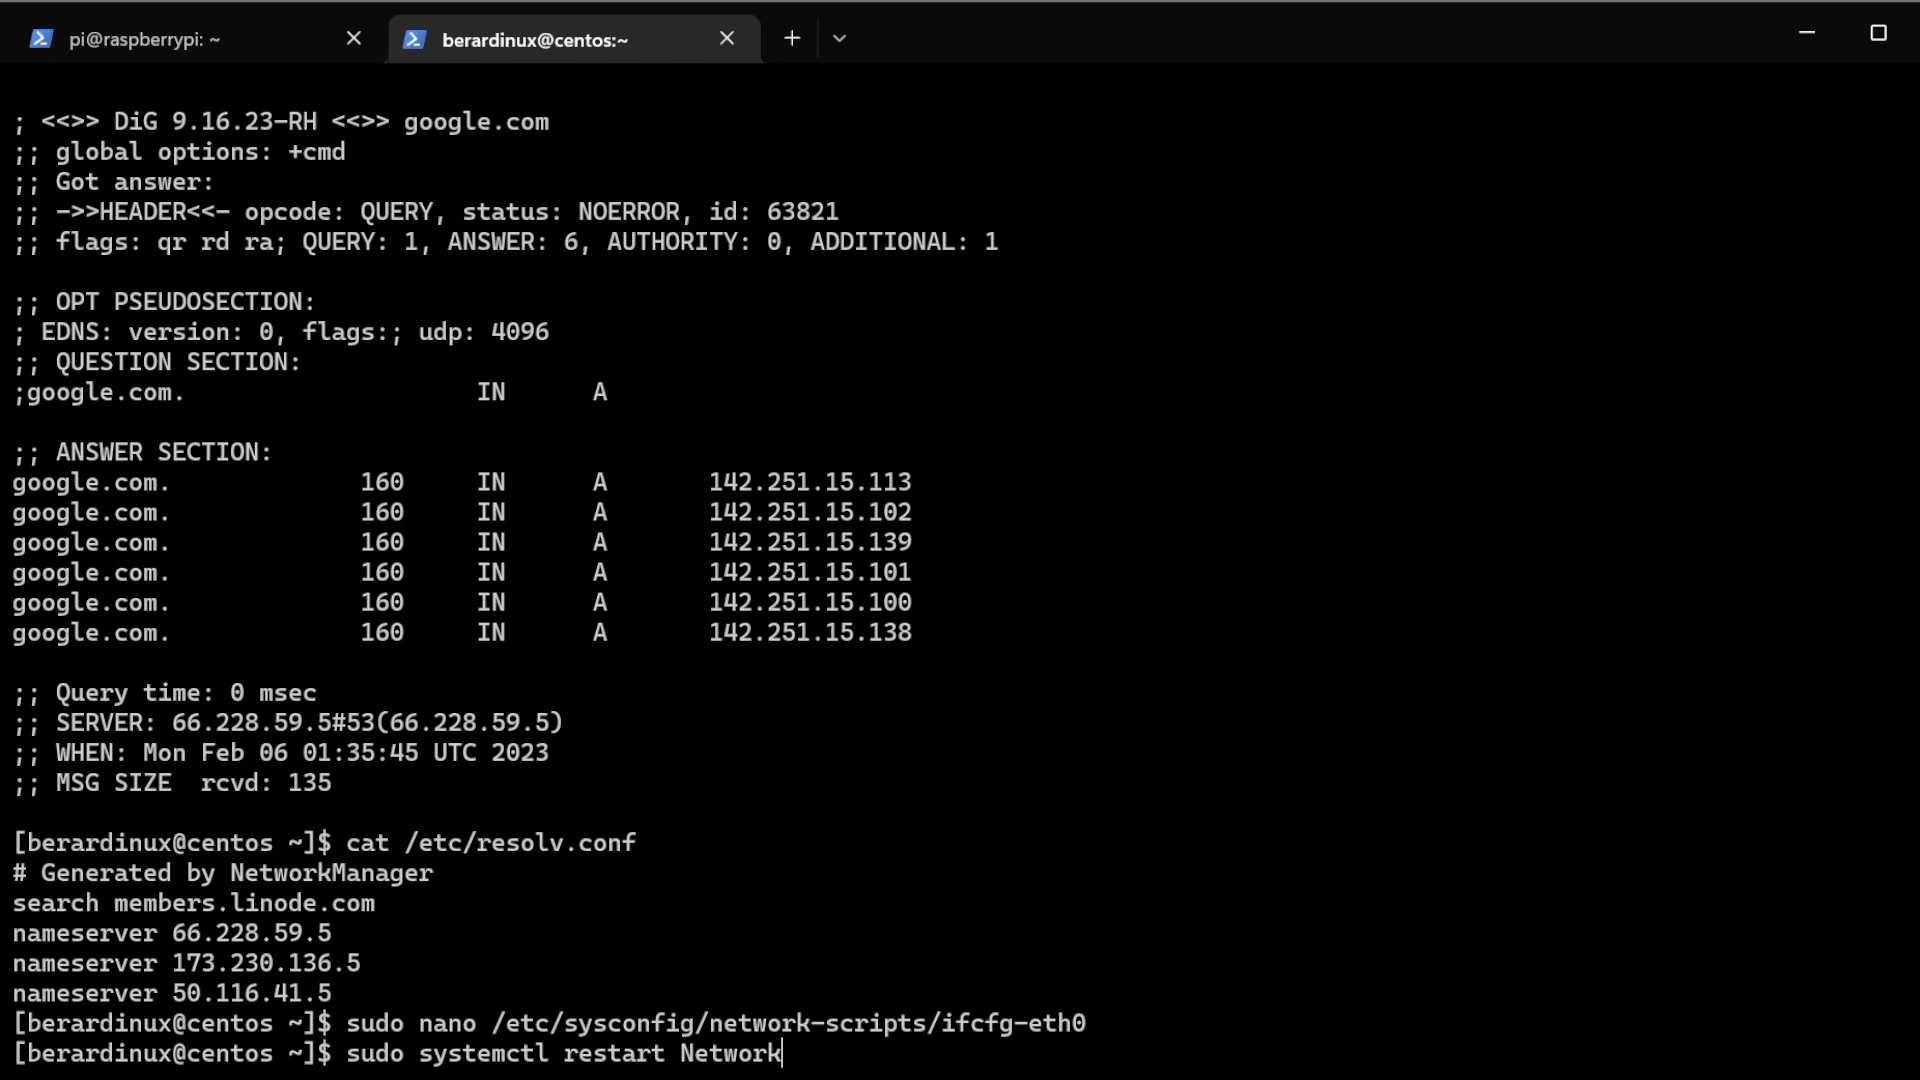 pi@raspberrypi: ~
berardinux@centos:~
; <<>> DiG 9.16.23-RH <<>> google.com
;; global options: +cmd
;; Got answer:
;; ->>HEADER<<- opcode: QUERY, status: NOERROR, id: 63821
;; flags: qr rd ra; QUERY: 1, ANSWER: 6, AUTHORITY: 0, ADDITIONAL: 1
;; OPT PSEUDOSECTION:
; EDNS: version: 0, flags:; udp: 4096
;; QUESTION SECTION:
;google.com. IN A
;; ANSWER SECTION:
google.com. 160 IN A 142.251.15.113
google.com. 160 IN A 142.251.15.102
google.com. 160 IN A 142.251.15.139
google.com. 160 IN A 142.251.15.101
google.com. 160 IN A 142.251.15.100
google.com. 160 IN A 142.251.15.138
;; Query time: 0 msec
;; SERVER: 66.228.59.5#53(66.228.59.5)
;; WHEN: Mon Feb 06 01:35:45 UTC 2023
;; MSG SIZE  rcvd: 135
[berardinux@centos ~]$ cat /etc/resolv.conf
# Generated by NetworkManager
search members.linode.com
nameserver 66.228.59.5
nameserver 173.230.136.5
nameserver 50.116.41.5
[berardinux@centos ~]$ sudo nano /etc/sysconfig/network-scripts/ifcfg-eth0
[berardinux@centos ~]$ sudo systemctl restart Network